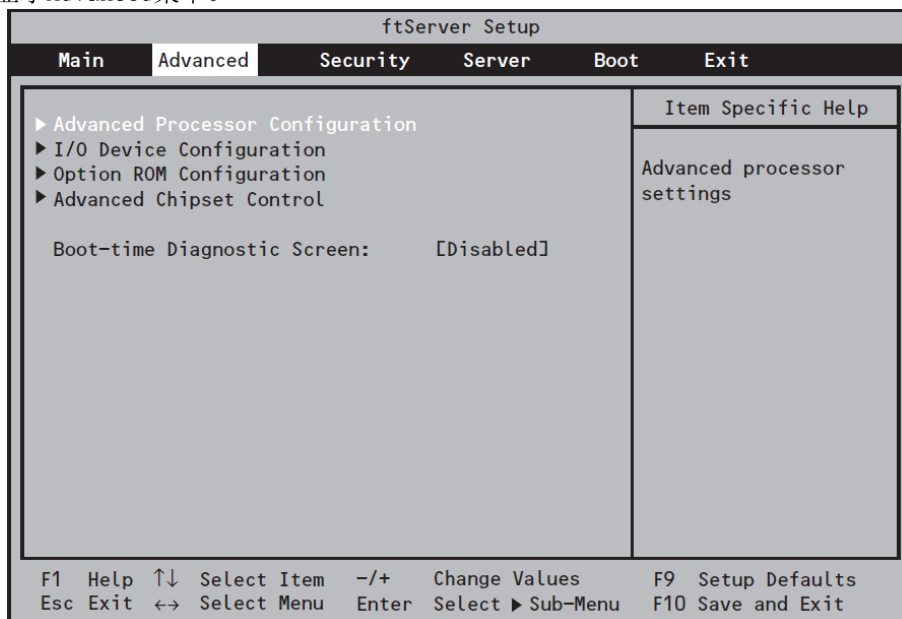 ftServer Setup
Main Advanced Security Server Boot Exit
▶ Advanced Processor Configuration
▶ I/O Device Configuration
▶ Option ROM Configuration
▶ Advanced Chipset Control
Boot-time Diagnostic Screen: [Disabled]
Item Specific Help
Advanced processor
settings
F1 Help ↑↓ Select Item -/+ Change Values F9 Setup Defaults
Esc Exit ←→ Select Menu Enter Select ▶ Sub-Menu F10 Save and Exit